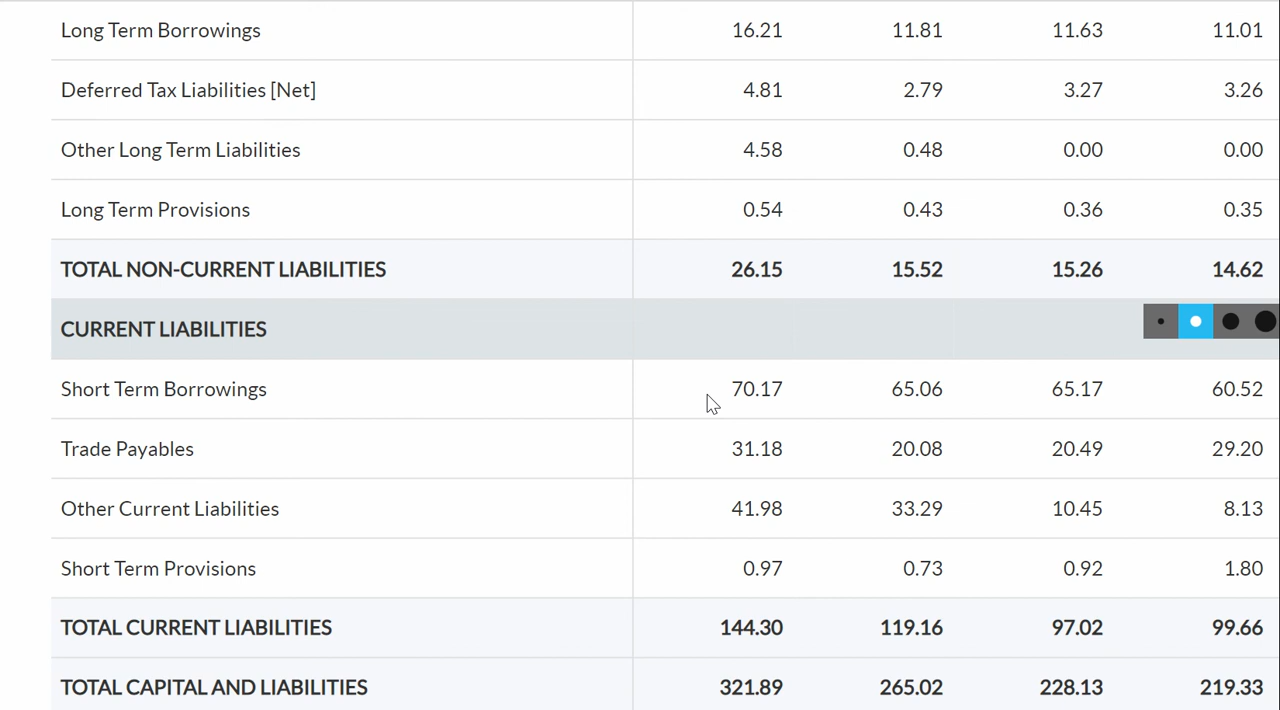 Long Term Borrowings 16.21 11.81 11.63 11.01
Deferred Tax Liabilities [Net] 4.81 2.79 3.27 3.26
Other Long Term Liabilities 4.58 0.48 0.00 0.00
Long Term Provisions 0.54 0.43 0.36 0.35
TOTAL NON-CURRENT LIABILITIES 26.15 15.52 15.26 14.62
CURRENT LIABILITIES
Short Term Borrowings 70.17 65.06 65.17 60.52
Trade Payables 31.18 20.08 20.49 29.20
Other Current Liabilities 41.98 33.29 10.45 8.13
Short Term Provisions 0.97 0.73 0.92 1.80
TOTAL CURRENT LIABILITIES 144.30 119.16 97.02 99.66
TOTAL CAPITAL AND LIABILITIES 321.89 265.02 228.13 219.33